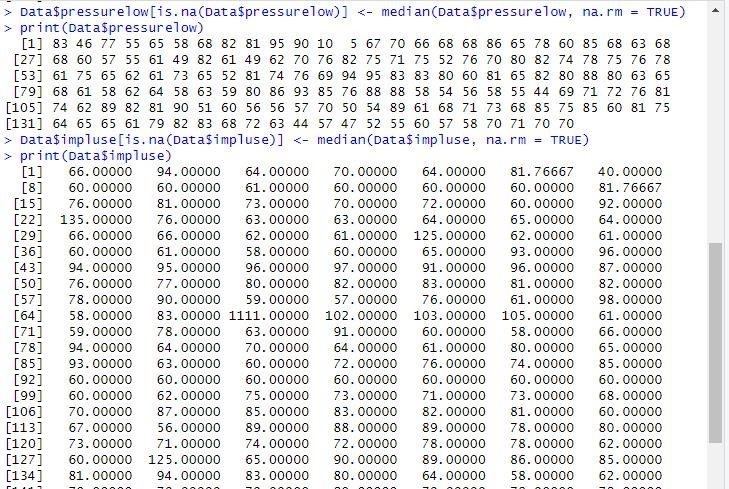 > Data$pressurelow[is.na(Data$pressurelow)] <- median(Data$pressurelow, na.rm = TRUE)
> print(Data$pressurelow)
[1] 83 46 77 55 65 58 68 82 81 95 90 10 5 67 70 66 68 68 86 65 78 60 85 68 63 68
[27] 68 60 57 55 61 49 82 61 49 62 70 76 82 75 71 75 52 76 70 80 82 74 78 75 76 78
[53] 61 75 65 62 61 73 65 52 81 74 76 69 94 95 83 83 80 60 81 65 82 80 88 80 63 65
[79] 68 61 58 62 64 58 63 59 80 86 93 85 76 88 88 58 54 56 58 55 44 69 71 72 76 81
[105] 74 62 89 82 81 90 51 60 56 56 57 70 50 54 89 61 68 71 73 68 85 75 85 60 81 75
[131] 64 65 65 61 79 82 83 68 72 63 44 57 47 52 55 60 57 58 70 71 70 70
> Data$impluse[is.na(Data$impluse)] <- median(Data$impluse, na.rm = TRUE)
> print(Data$impluse)
[1] 66.00000 94.00000 64.00000 70.00000 64.00000 81.76667 40.00000
[8] 60.00000 60.00000 61.00000 60.00000 60.00000 60.00000 81.76667
[15] 76.00000 81.00000 73.00000 70.00000 72.00000 60.00000 92.00000
[22] 135.00000 76.00000 63.00000 63.00000 64.00000 65.00000 64.00000
[29] 66.00000 66.00000 62.00000 61.00000 125.00000 62.00000 61.00000
[36] 60.00000 61.00000 58.00000 60.00000 65.00000 93.00000 96.00000
[43] 94.00000 95.00000 96.00000 97.00000 91.00000 96.00000 87.00000
[50] 76.00000 77.00000 80.00000 82.00000 83.00000 81.00000 82.00000
[57] 78.00000 90.00000 59.00000 57.00000 76.00000 61.00000 98.00000
[64] 58.00000 83.00000 1111.00000 102.00000 103.00000 105.00000 61.00000
[71] 59.00000 78.00000 63.00000 91.00000 60.00000 58.00000 66.00000
[78] 94.00000 64.00000 70.00000 64.00000 61.00000 80.00000 65.00000
[85] 93.00000 63.00000 60.00000 72.00000 76.00000 74.00000 85.00000
[92] 60.00000 60.00000 60.00000 60.00000 60.00000 60.00000 60.00000
[99] 60.00000 62.00000 75.00000 73.00000 71.00000 73.00000 68.00000
[106] 70.00000 87.00000 85.00000 83.00000 82.00000 81.00000 60.00000
[113] 67.00000 56.00000 89.00000 88.00000 89.00000 78.00000 80.00000
[120] 73.00000 71.00000 74.00000 72.00000 78.00000 78.00000 62.00000
[127] 60.00000 125.00000 65.00000 90.00000 89.00000 86.00000 85.00000
[134] 81.00000 94.00000 83.00000 80.00000 64.00000 58.00000 62.00000